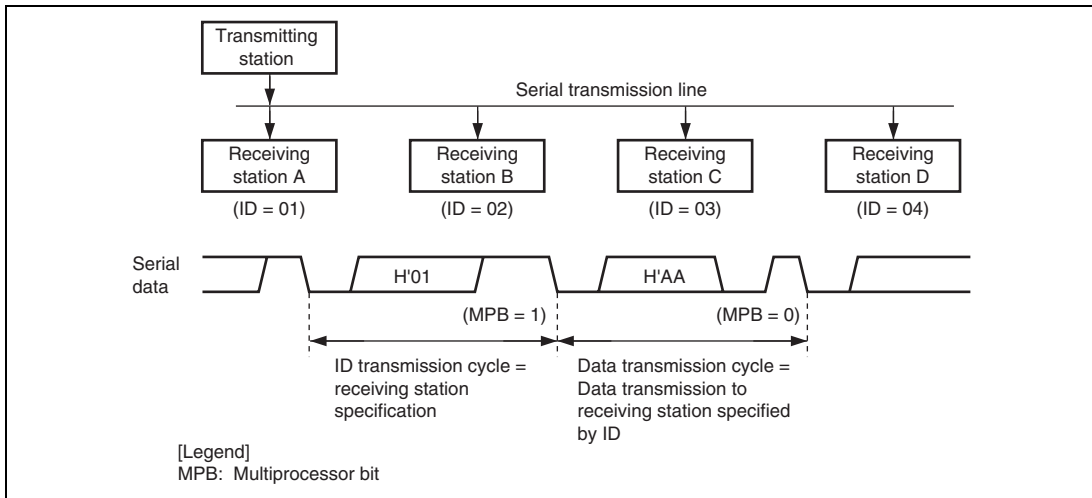 Transmitting
station
Serial transmission line
Receiving
station A
Receiving
station B
Receiving
station C
Receiving
station D
(ID = 01)
(ID = 02)
(ID = 03)
(ID = 04)
Serial
data
H'01
H'AA
(MPB = 1)
(MPB = 0)
ID transmission cycle =
receiving station
specification
Data transmission cycle =
Data transmission to
receiving station specified
by ID
[Legend]
MPB: Multiprocessor bit